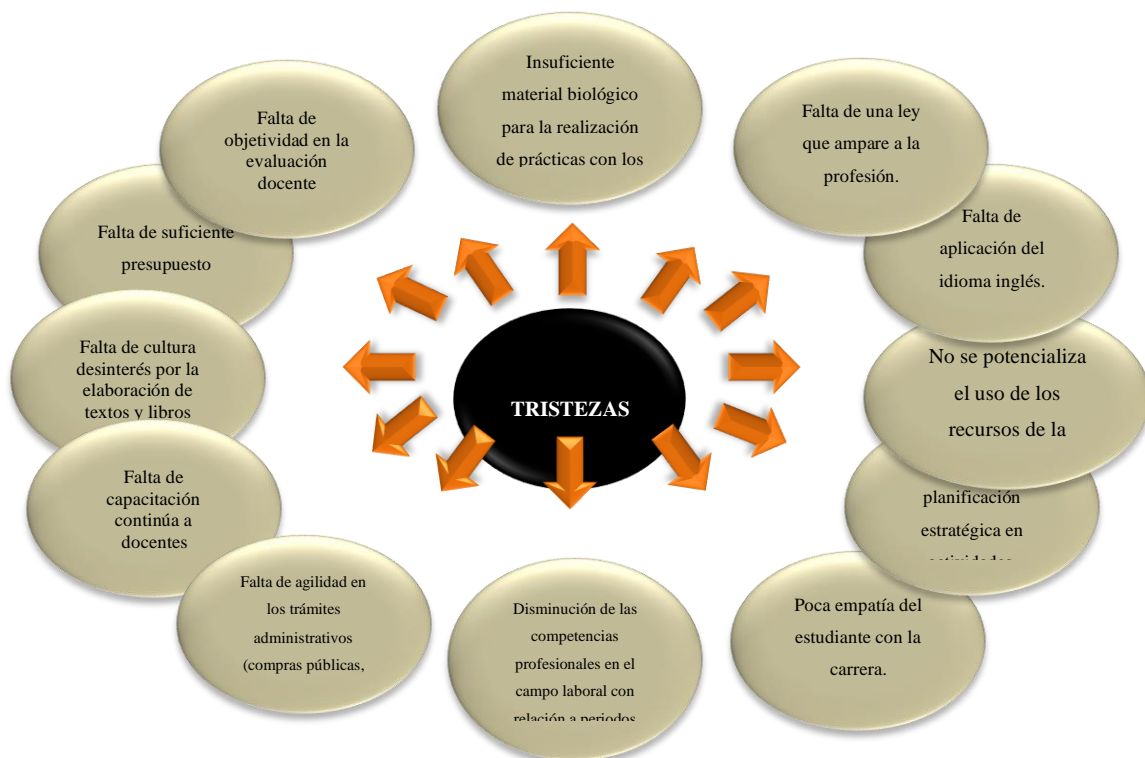 Insuficiente
material biológico
para la realización
de prácticas con los
Falta de una ley
que ampare a la
profesión.
Falta de
aplicación del
idioma inglés.
No se potencializa
el uso de los
recursos de la
planificación
estratégica en
actividades
Poca empatía del
estudiante con la
carrera.
Disminución de las
competencias
profesionales en el
campo laboral con
relación a periodos
Falta de agilidad en
los trámites
administrativos
(compras públicas,
Falta de
capacitación
continúa a
docentes
Falta de cultura
desinterés por la
elaboración de
textos y libros
Falta de suficiente
presupuesto
Falta de
objetividad en la
evaluación
docente
TRISTEZAS